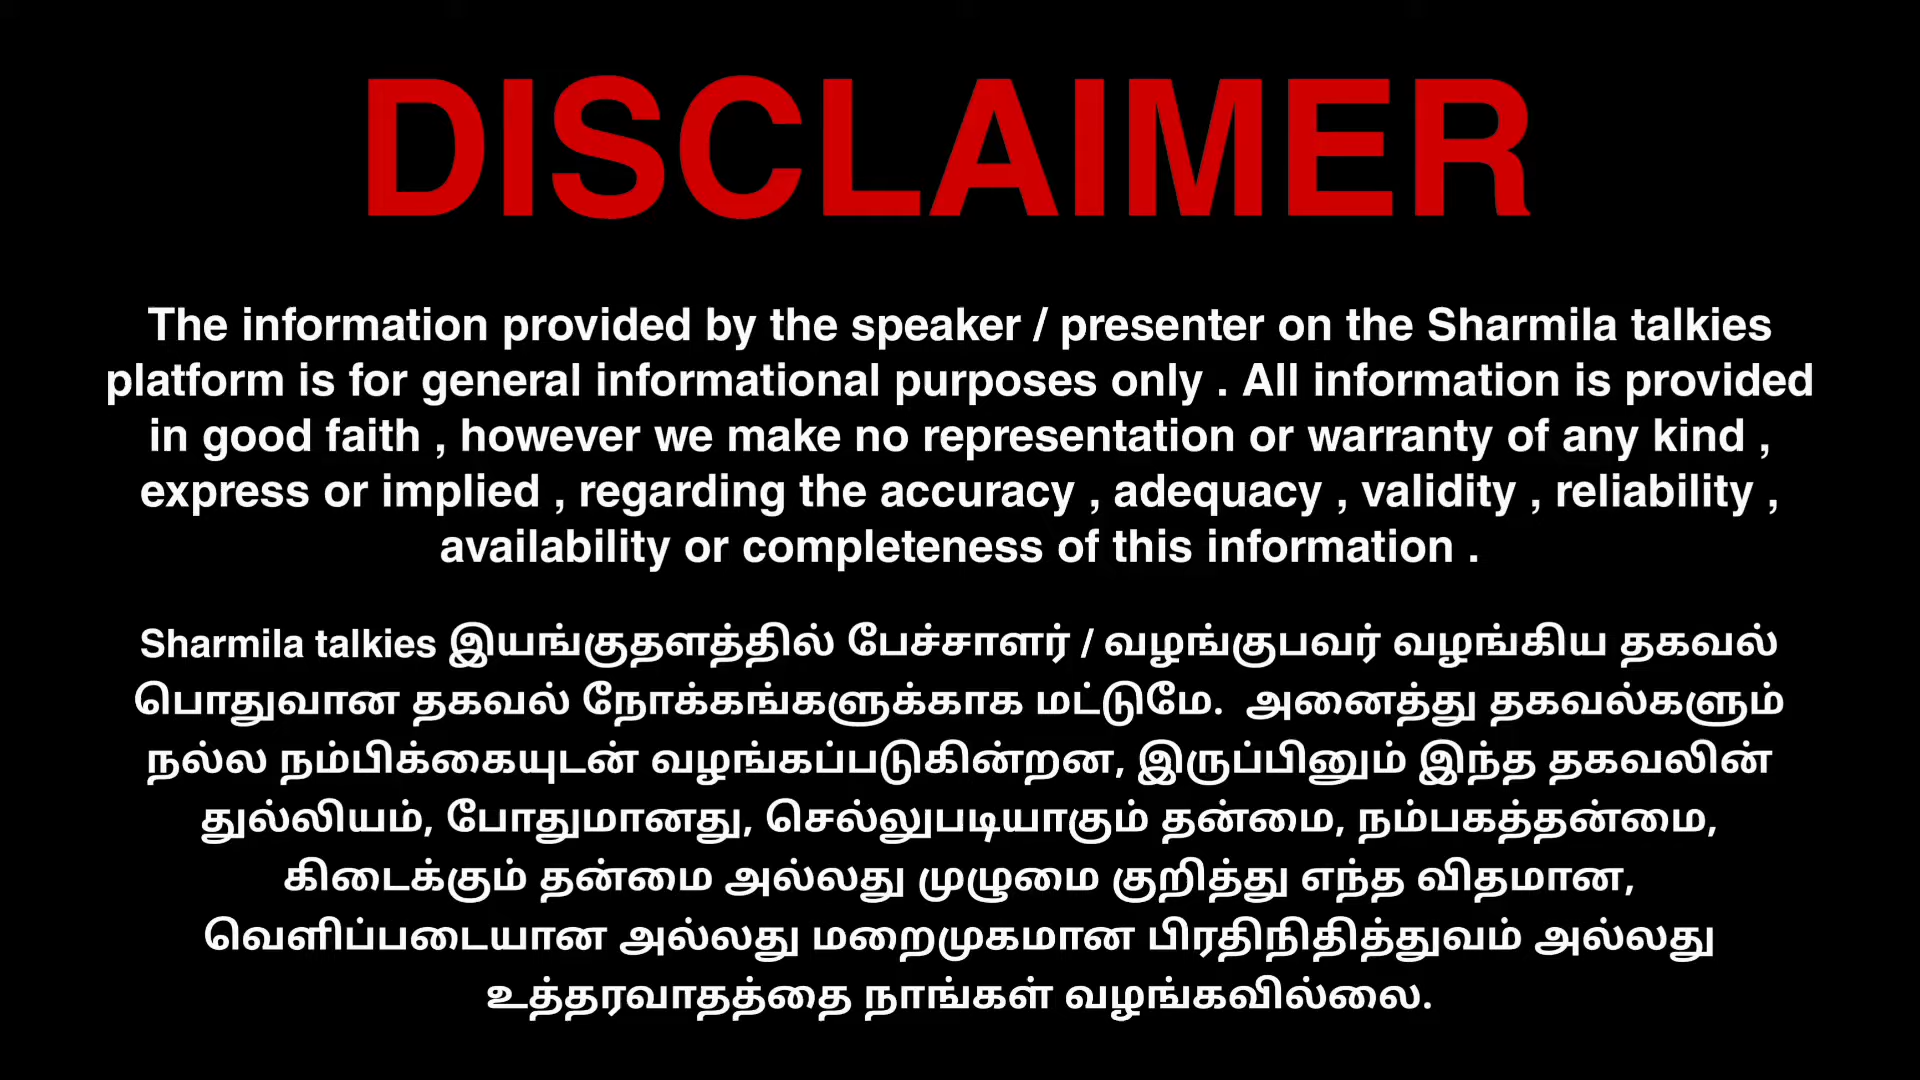 DISCLAIMER
The information provided by the speaker / presenter on the Sharmila talkies
platform is for general informational purposes only . All information is provided
in good faith , however we make no representation or warranty of any kind ,
express or implied , regarding the accuracy , adequacy , validity , reliability ,
availability or completeness of this information .
Sharmila talkies இயங்குதளத்தில் பேச்சாளர் / வழங்குபவர் வழங்கிய தகவல்
பொதுவான தகவல் நோக்கங்களுக்காக மட்டுமே.  அனைத்து தகவல்களும்
நல்ல நம்பிக்கையுடன் வழங்கப்படுகின்றன, இருப்பினும் இந்த தகவலின்
துல்லியம், போதுமானது, செல்லுபடியாகும் தன்மை, நம்பகத்தன்மை,
கிடைக்கும் தன்மை அல்லது முழுமை குறித்து எந்த விதமான,
வெளிப்படையான அல்லது மறைமுகமான பிரதிநிதித்துவம் அல்லது
உத்தரவாதத்தை நாங்கள் வழங்கவில்லை.